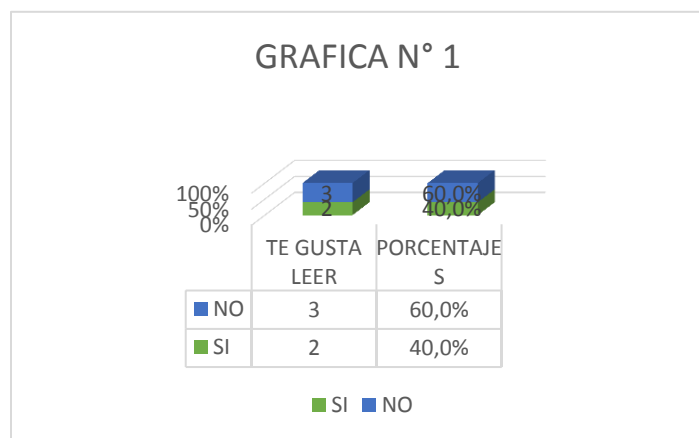 GRAFICA N° 1
100%
50%
0%
3
2
60,0%
40,0%
TE GUSTA
LEER
PORCENTAJE
S
NO 3 60,0%
SI 2 40,0%
SI NO